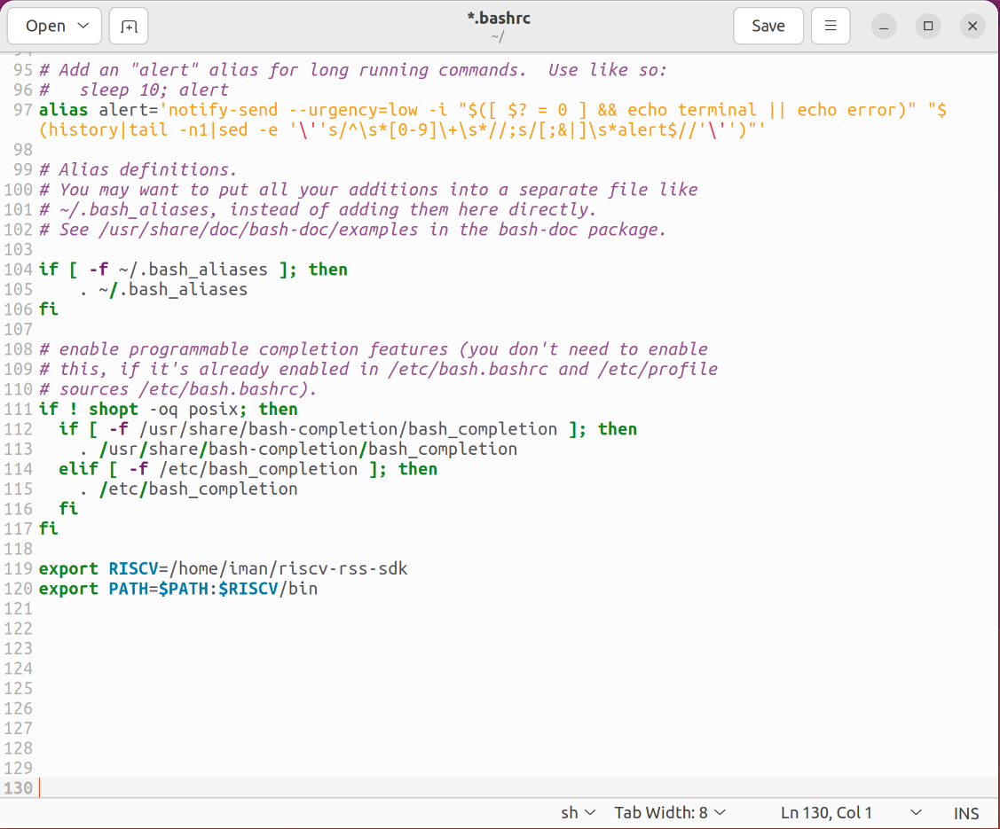 Open
*.bashrc
~/
Save
95 # Add an "alert" alias for long running commands.  Use like so:
96 #   sleep 10; alert
97 alias alert='notify-send --urgency=low -i "$([ $? = 0 ] && echo terminal || echo error)" "$
(history|tail -n1|sed -e '\''s/^\s*[0-9]\+\s*//;s/[;&|]\s*alert$//'\'')"'
98
99 # Alias definitions.
100 # You may want to put all your additions into a separate file like
101 # ~/.bash_aliases, instead of adding them here directly.
102 # See /usr/share/doc/bash-doc/examples in the bash-doc package.
103
104 if [ -f ~/.bash_aliases ]; then
105     . ~/.bash_aliases
106 fi
107
108 # enable programmable completion features (you don't need to enable
109 # this, if it's already enabled in /etc/bash.bashrc and /etc/profile
110 # sources /etc/bash.bashrc).
111 if ! shopt -oq posix; then
112   if [ -f /usr/share/bash-completion/bash_completion ]; then
113     . /usr/share/bash-completion/bash_completion
114   elif [ -f /etc/bash_completion ]; then
115     . /etc/bash_completion
116   fi
117 fi
118
119 export RISCV=/home/iman/riscv-rss-sdk
120 export PATH=$PATH:$RISCV/bin
121
122
123
124
125
126
127
128
129
130
sh Tab Width: 8 Ln 130, Col 1 INS